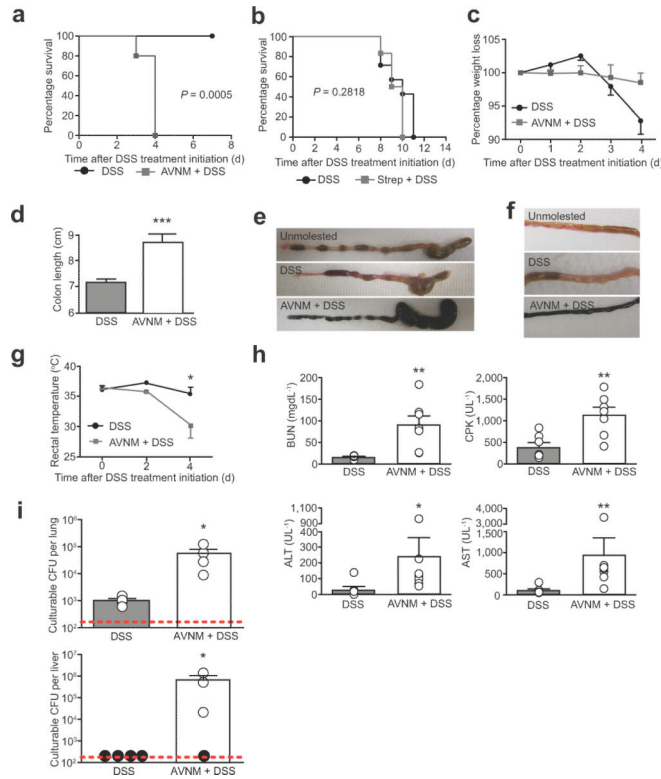 a
Percentage survival
100
80
60
40
20
0
P = 0.0005
0 2 4 6 8
Time after DSS treatment initiation (d)
DSS AVNM + DSS
b
Percentage survival
100
80
60
40
20
0
P = 0.2818
0 2 4 6 8 10 12 14
Time after DSS treatment initiation (d)
DSS Strep + DSS
c
Percentage weight loss
105
100
95
90
DSS
AVNM + DSS
0 1 2 3 4
Time after DSS treatment initiation (d)
d
Colon length (cm)
9
8
7
6
***
DSS AVNM + DSS
e
Unmolested
DSS
AVNM + DSS
f
Unmolested
DSS
AVNM + DSS
g
Rectal temperature (ºC)
40
35
30
25
*
DSS
AVNM + DSS
0 2 4
Time after DSS treatment initiation (d)
h
BUN (mgdL-1)
200
150
100
50
0
**
DSS AVNM + DSS
CPK (UL-1)
2,000
1,500
1,000
500
0
**
DSS AVNM + DSS
ALT (UL-1)
1,100
1,000
900
400
300
200
100
0
*
DSS AVNM + DSS
AST (UL-1)
4,000
3,000
1,500
1,000
500
0
**
DSS AVNM + DSS
i
Culturable CFU per lung
10⁶
10⁵
10⁴
10³
10²
*
DSS AVNM + DSS
Culturable CFU per liver
10⁷
10⁶
10⁵
10⁴
10³
10²
*
DSS AVNM + DSS